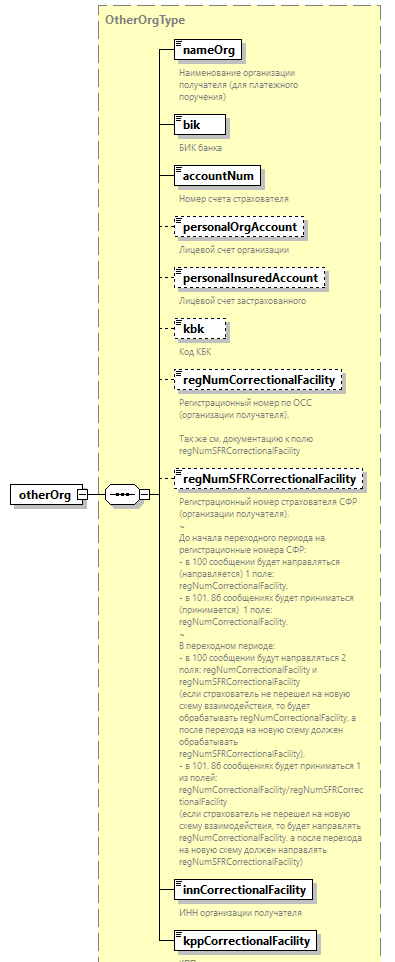 OtherOrgType
nameOrg
Наименование организации
получателя (для платежного
поручения)
bik
БИК банка
accountNum
Номер счета страхователя
personalOrgAccount
Лицевой счет организации
personalInsuredAccount
Лицевой счет застрахованного
kbk
Код КБК
regNumCorrectionalFacility
Регистрационный номер по ОСС
(организации получателя).
Так же см. документацию к полю
regNumSFRCorrectionalFacility
otherOrg
regNumSFRCorrectionalFacility
Регистрационный номер страхователя СФР
(организации получателя).
~
До начала переходного периода на
регистрационные номера СФР:
- в 100 сообщении будет направляться
(направляется) 1 поле:
regNumCorrectionalFacility,
- в 101, 86 сообщениях будет приниматься
(принимается) 1 поле:
regNumCorrectionalFacility,
~
В переходном периоде:
- в 100 сообщении будут направляться 2
поля: regNumCorrectionalFacility и
regNumSFRCorrectionalFacility
(если страхователь не перешел на новую
схему взаимодействия, то будет
обрабатывать regNumCorrectionalFacility, а
после перехода на новую схему должен
обрабатывать
regNumSFRCorrectionalFacility),
- в 101, 86 сообщениях будет приниматься 1
из полей:
regNumCorrectionalFacility/regNumSFRCorrec
tionalFacility
(если страхователь не перешел на новую
схему взаимодействия, то будет направлять
regNumCorrectionalFacility, а после перехода
на новую схему должен направлять
regNumSFRCorrectionalFacility)
innCorrectionalFacility
ИНН организации получателя
kppCorrectionalFacility